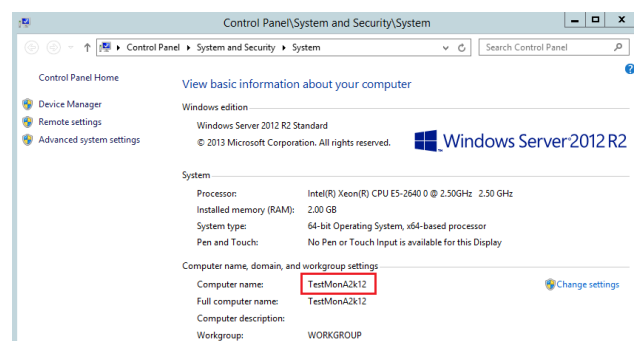 Control Panel\System and Security\System
Control Panel ▸ System and Security ▸ System
Search Control Panel
Control Panel Home
Device Manager
Remote settings
Advanced system settings
View basic information about your computer
Windows edition
Windows Server 2012 R2 Standard
© 2013 Microsoft Corporation. All rights reserved.
Windows Server 2012 R2
System
Processor: Intel(R) Xeon(R) CPU E5-2640 0 @ 2.50GHz 2.50 GHz
Installed memory (RAM): 2.00 GB
System type: 64-bit Operating System, x64-based processor
Pen and Touch: No Pen or Touch Input is available for this Display
Computer name, domain, and workgroup settings
Computer name: TestMonA2k12
Change settings
Full computer name: TestMonA2k12
Computer description:
Workgroup: WORKGROUP